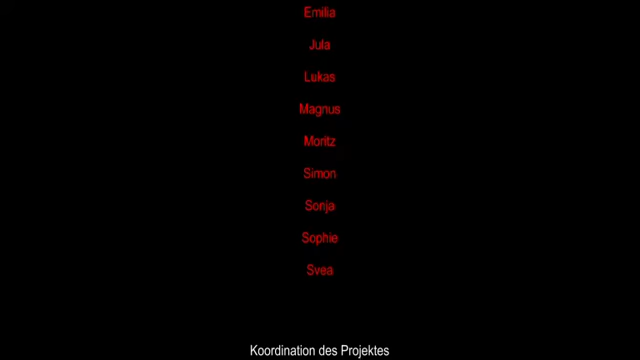 Emilia
Jula
Lukas
Magnus
Moritz
Simon
Sonja
Sophie
Svea
Koordination des Projektes